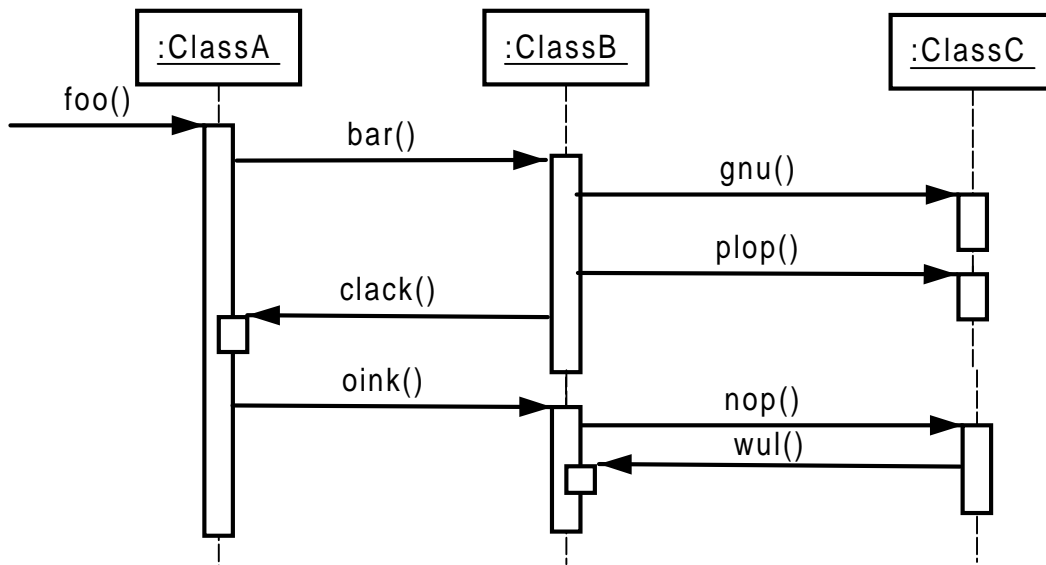 :ClassA
:ClassB
:ClassC
foo()
bar()
gnu()
plop()
clack()
oink()
nop()
wul()